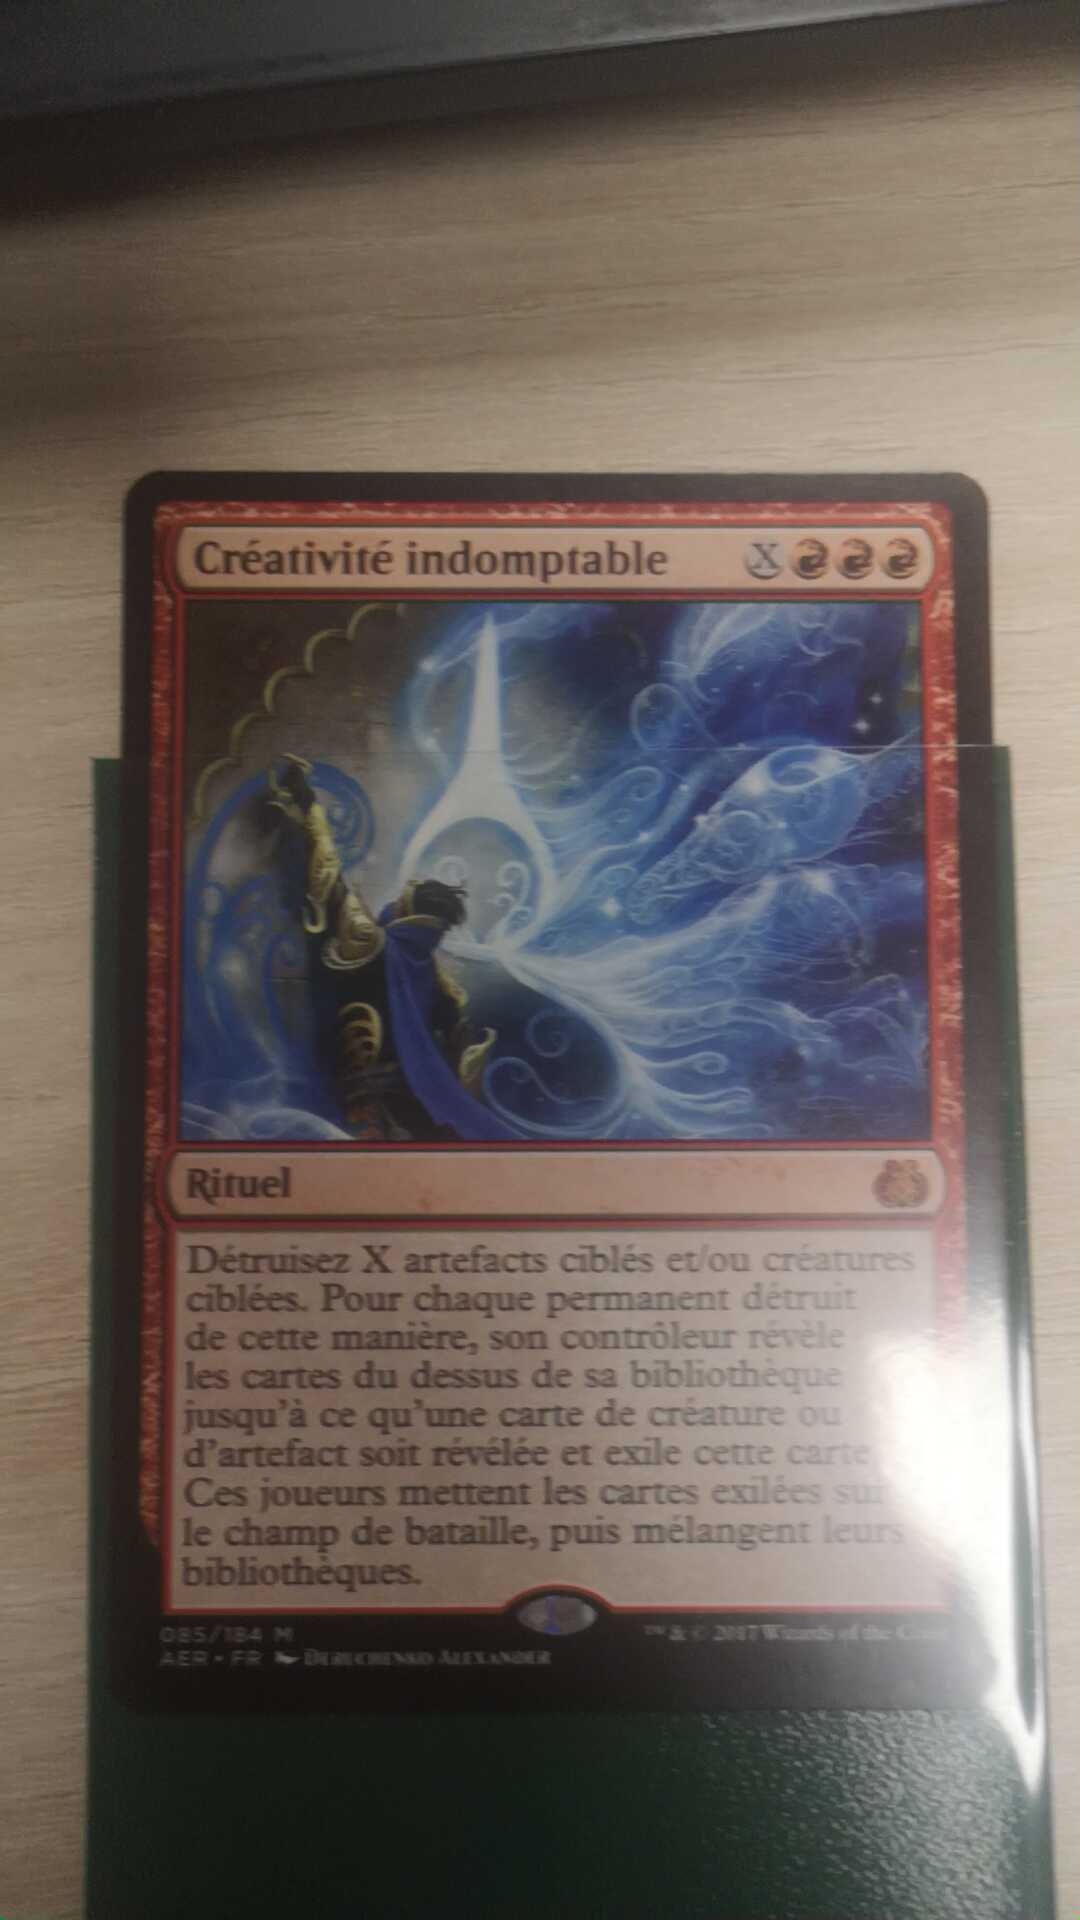 Créativité indomptable X
Rituel
Détruisez X artefacts ciblés et/ou créatures
ciblées. Pour chaque permanent détruit
de cette manière, son contrôleur révèle
les cartes du dessus de sa bibliothèque
jusqu'à ce qu'une carte de créature ou
d'artefact soit révélée et exile cette carte
Ces joueurs mettent les cartes exilées sur
le champ de bataille, puis mélangent leurs
bibliothèques.
085/184 M
™ & © 2017 Wizards of the Coast
AER • FR Deruchenko Alexander